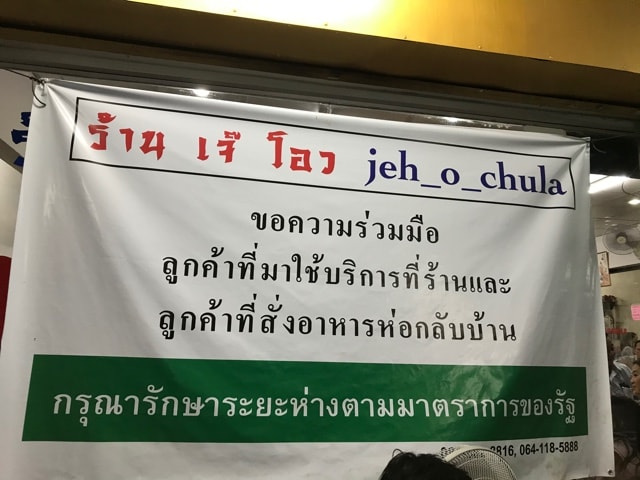 ร้าน เจ๊ โอว jeh_o_chula
ขอความร่วมมือ
ลูกค้าที่มาใช้บริการที่ร้านและ
ลูกค้าที่สั่งอาหารห่อกลับบ้าน
กรุณารักษาระยะห่างตามมาตราการของรัฐ
8816, 064-118-5888